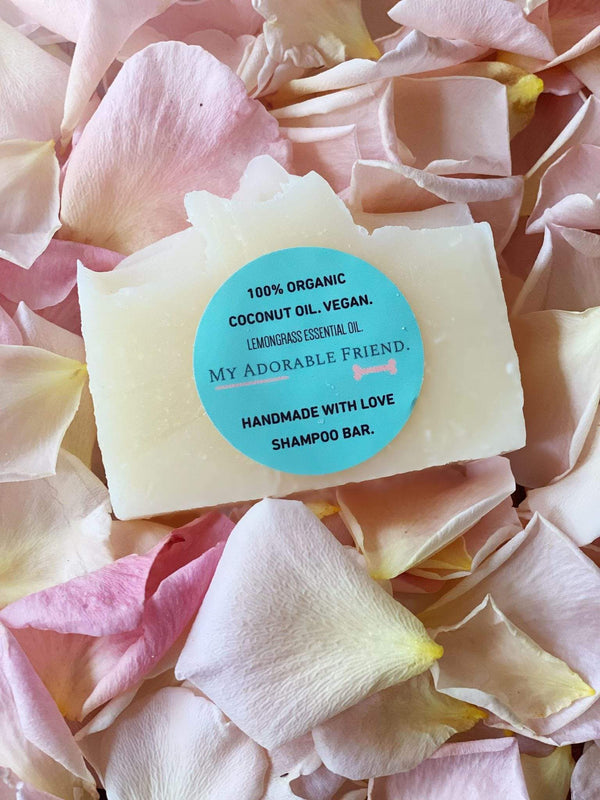 100% ORGANIC
COCONUT OIL. VEGAN.
LEMONGRASS ESSENTIAL OIL.
MY ADORABLE FRIEND.
HANDMADE WITH LOVE
SHAMPOO BAR.